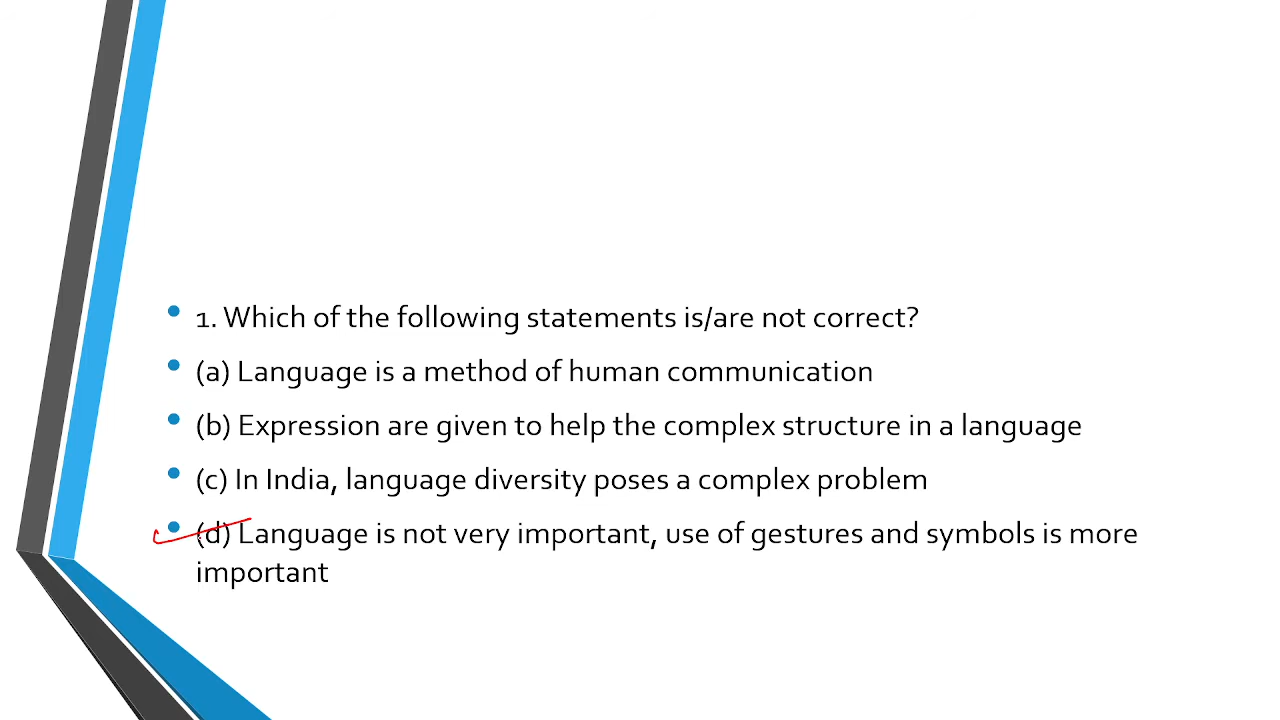 1. Which of the following statements is/are not correct?
(a) Language is a method of human communication
(b) Expression are given to help the complex structure in a language
(c) In India, language diversity poses a complex problem
(d) Language is not very important, use of gestures and symbols is more
important